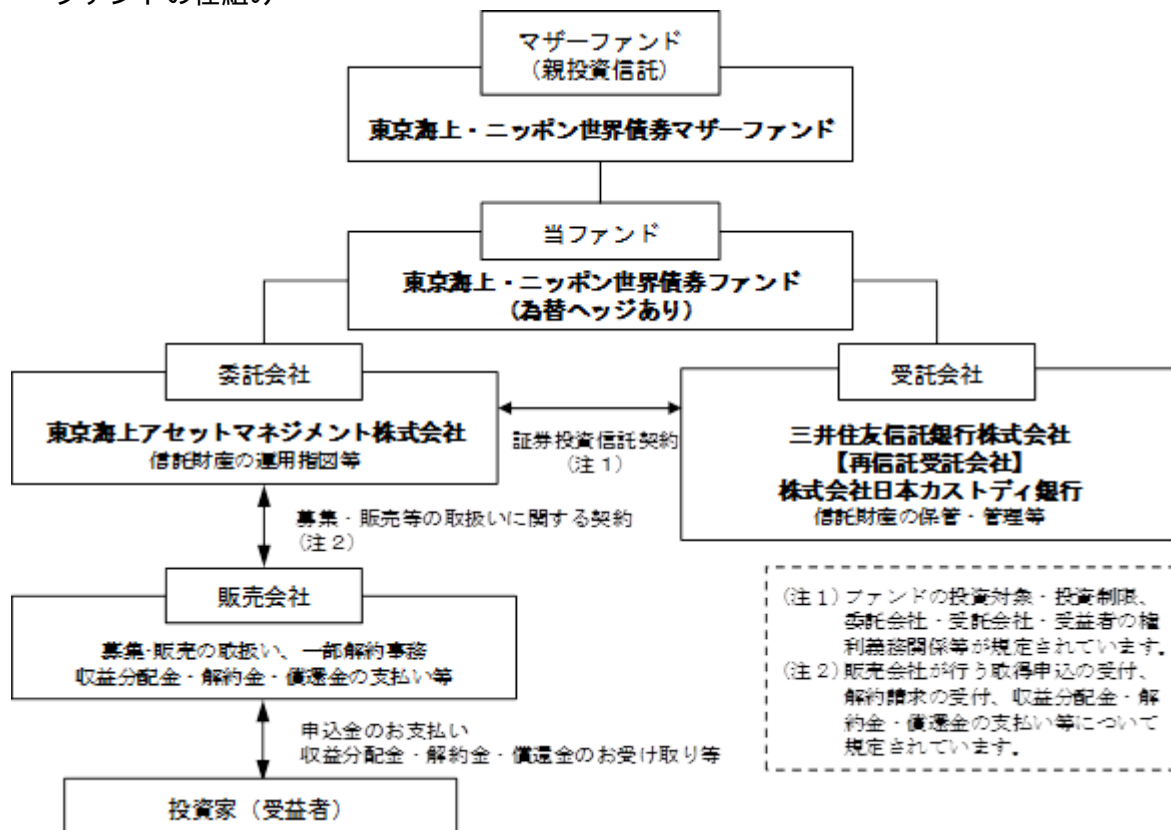 ファンドの仕組み
マザーファンド
(親投資信託)
東京海上・ニッポン世界債券マザーファンド
当ファンド
東京海上・ニッポン世界債券ファンド
(為替ヘッジあり)
委託会社
東京海上アセットマネジメント株式会社
信託財産の運用指図等
証券投資信託契約
(注1)
受託会社
三井住友信託銀行株式会社
【再信託受託会社】
株式会社日本カストディ銀行
信託財産の保管・管理等
募集・販売等の取扱いに関する契約
(注2)
販売会社
募集・販売の取扱い、一部解約事務
収益分配金・解約金・償還金の支払い等
(注1)ファンドの投資対象・投資制限、
委託会社・受託会社・受益者の権
利義務関係等が規定されています。
(注2)販売会社が行う取得申込の受付、
解約請求の受付、収益分配金・解
約金・償還金の支払い等について
規定されています。
申込金のお支払い
収益分配金・解約金・償還金のお受け取り等
投資家(受益者)